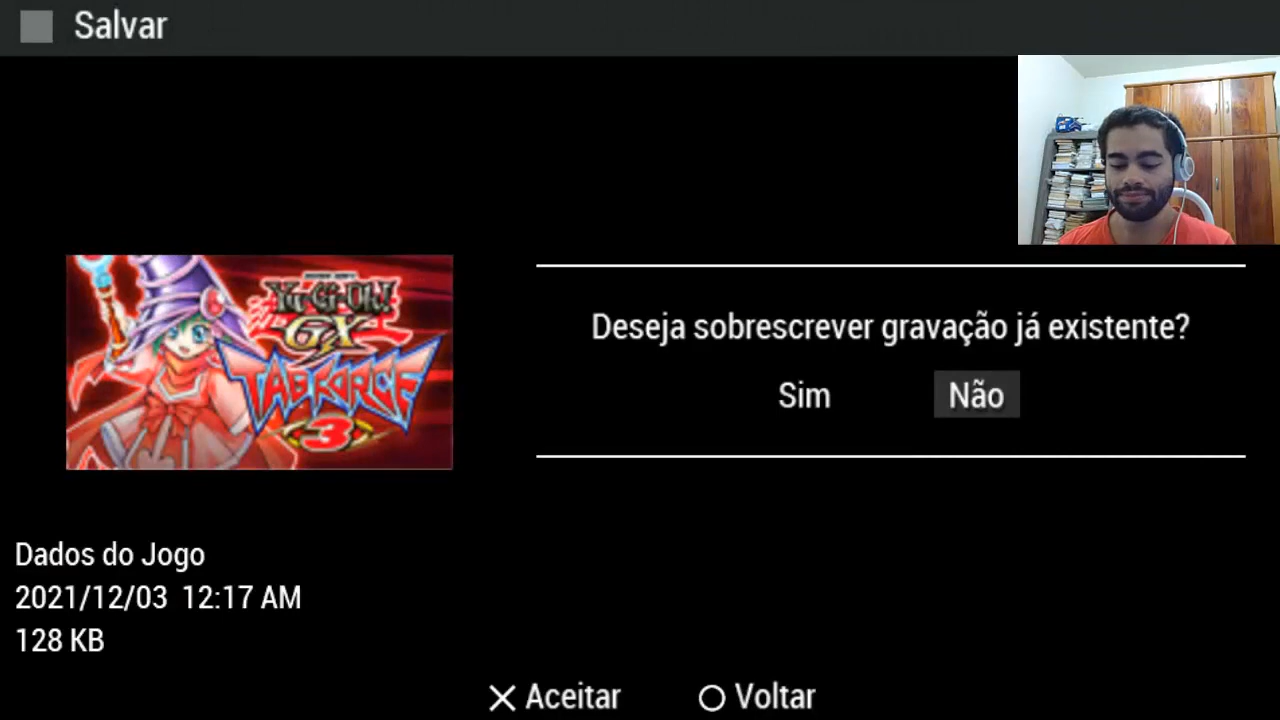 Salvar
Yu-Gi-Oh!
GX
TAG FORCE
3
Deseja sobrescrever gravação já existente?
Sim Não
Dados do Jogo
2021/12/03 12:17 AM
128 KB
Aceitar Voltar